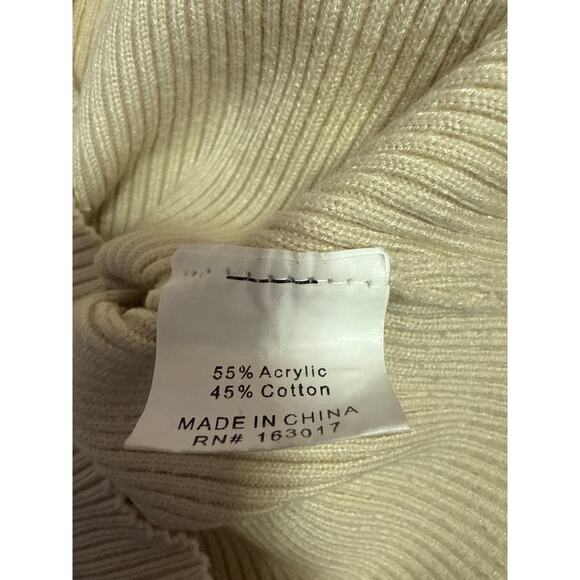 55% Acrylic
45% Cotton
MADE IN CHINA
RN# 163017